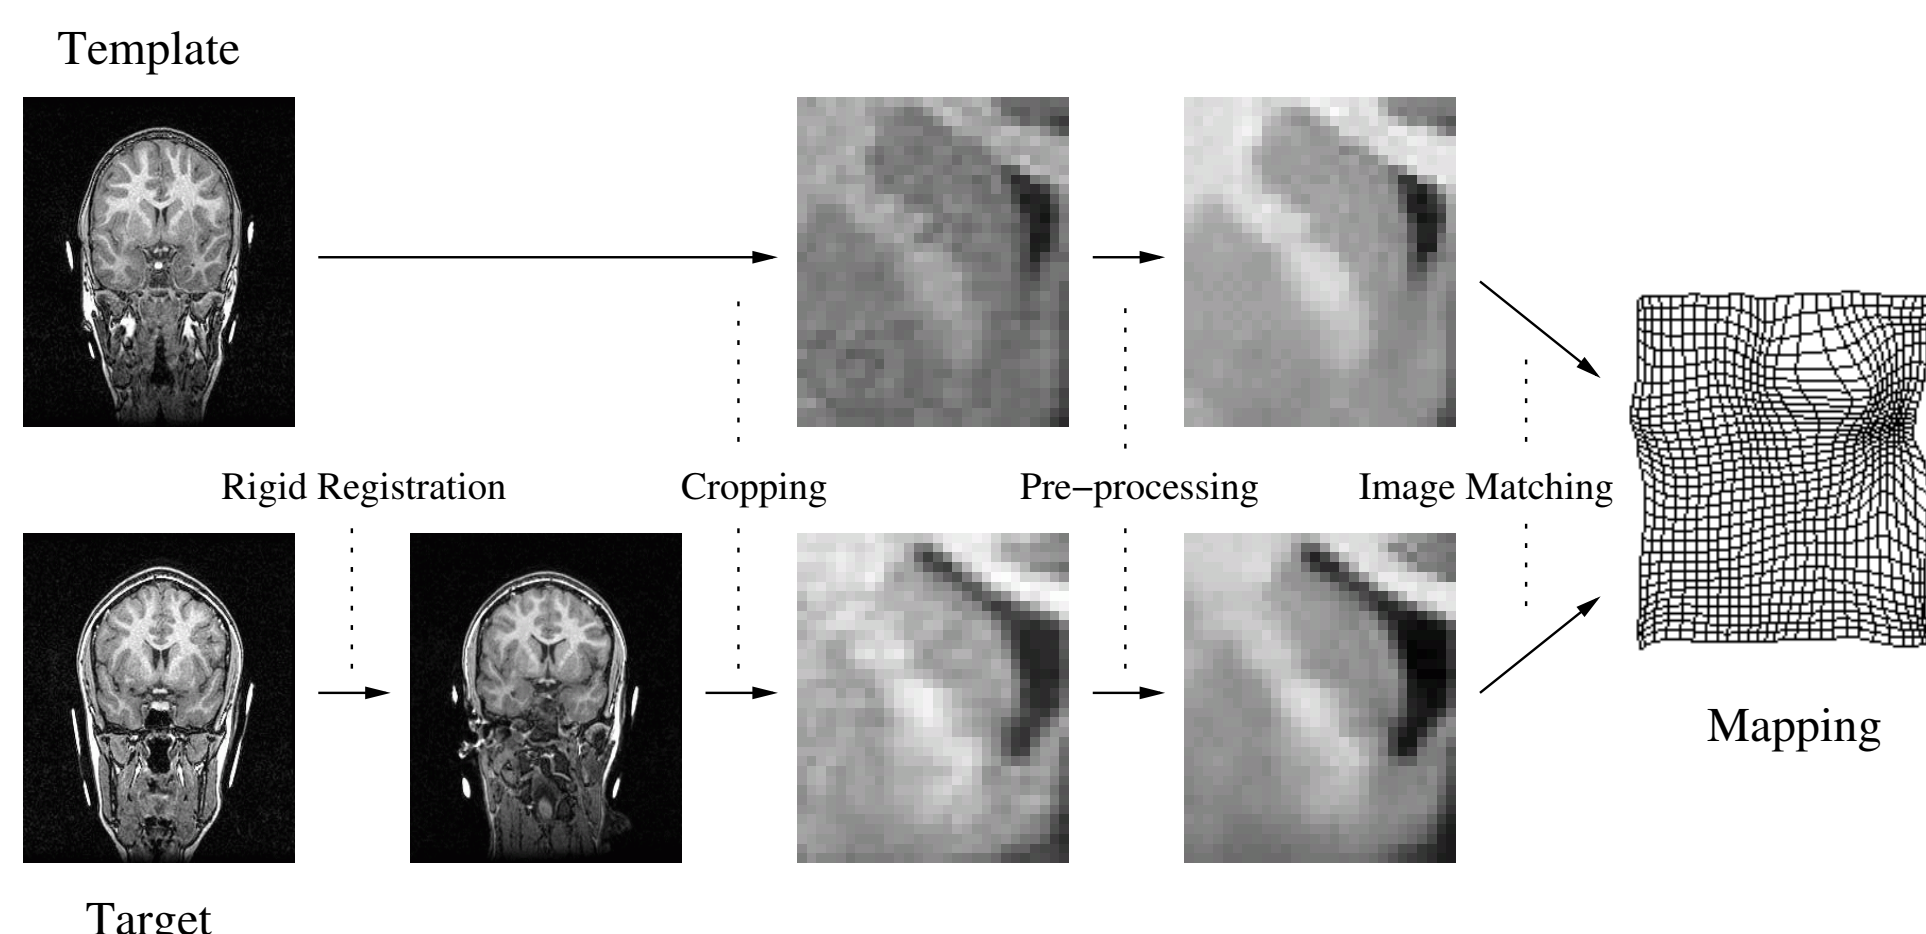 Template
Rigid Registration
Cropping
Pre−processing
Image Matching
Mapping
Target